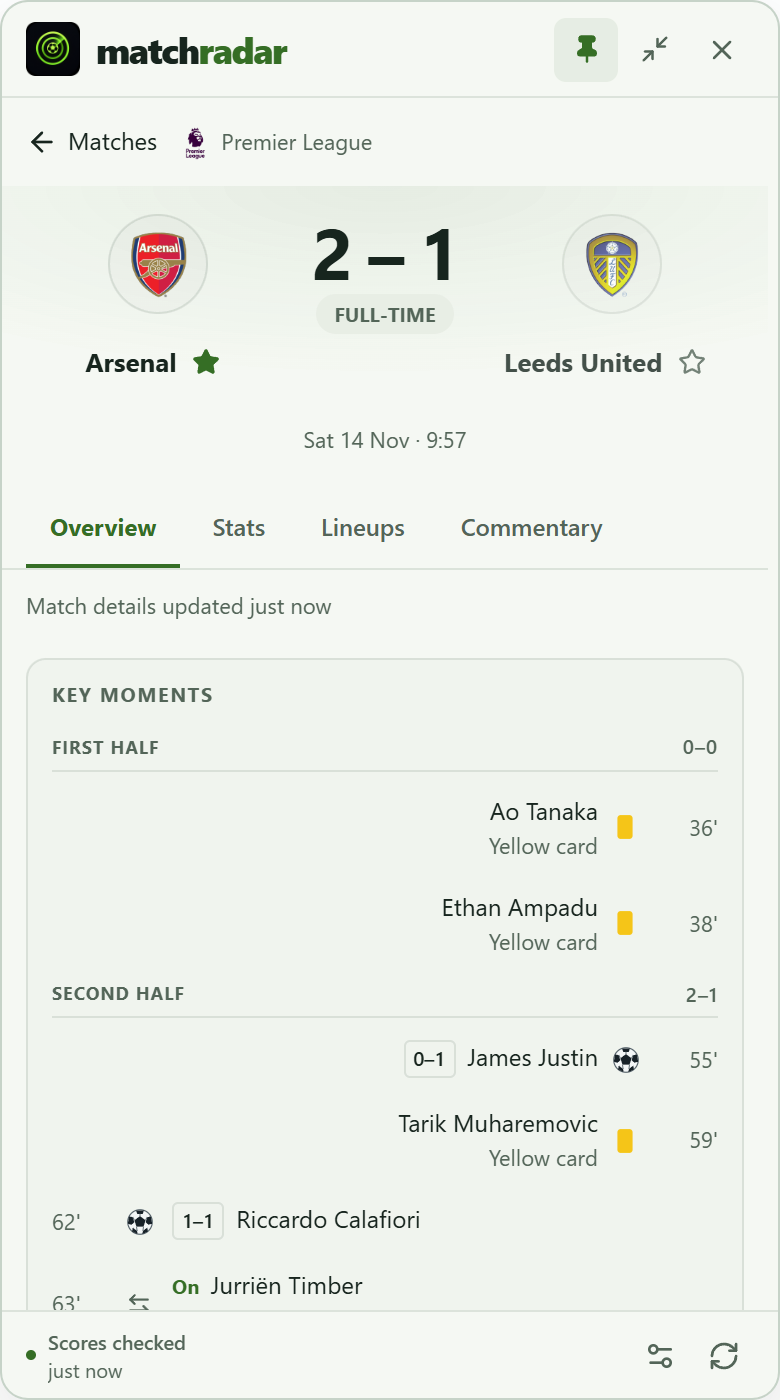 matchradar
Matches
Premier League
Premier League
Arsenal
2 – 1
FULL-TIME
Arsenal
Leeds United
Sat 14 Nov · 9:57
Overview Stats Lineups Commentary
Match details updated just now
KEY MOMENTS
FIRST HALF 0–0
Ao Tanaka
Yellow card
36'
Ethan Ampadu
Yellow card
38'
SECOND HALF 2–1
0–1 James Justin 55'
Tarik Muharemovic
Yellow card
59'
62' 1–1 Riccardo Calafiori
On Jurriën Timber
63'
Scores checked
just now